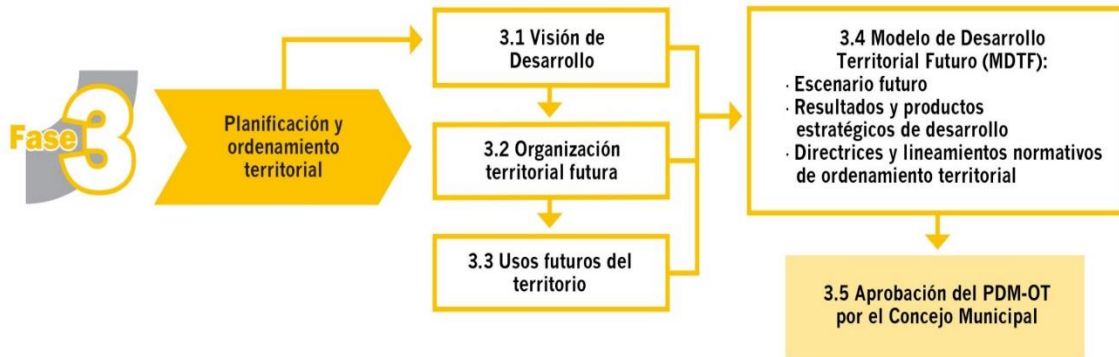 Fase 3
Planificación y
ordenamiento
territorial
3.1 Visión de
Desarrollo
3.2 Organización
territorial futura
3.3 Usos futuros del
territorio
3.4 Modelo de Desarrollo
Territorial Futuro (MDTF):
· Escenario futuro
· Resultados y productos
estratégicos de desarrollo
· Directrices y lineamientos normativos
de ordenamiento territorial
3.5 Aprobación del PDM-OT
por el Concejo Municipal